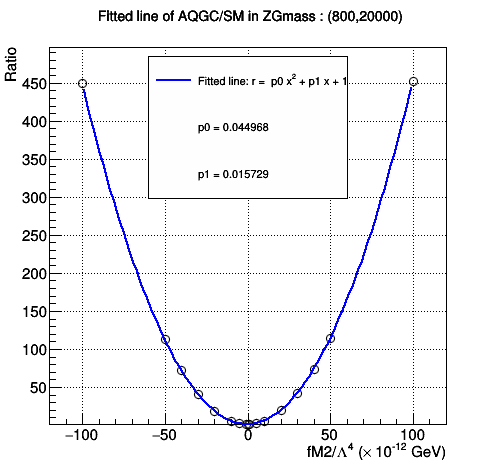 FItted line of AQGC/SM in ZGmass : (800,20000)
Ratio
Fitted line: r = p0 x² + p1 x + 1
p0 = 0.044968
p1 = 0.015729
450
400
350
300
250
200
150
100
50
−100 −50 0 50 100
fM2/Λ⁴ (× 10⁻¹² GeV)